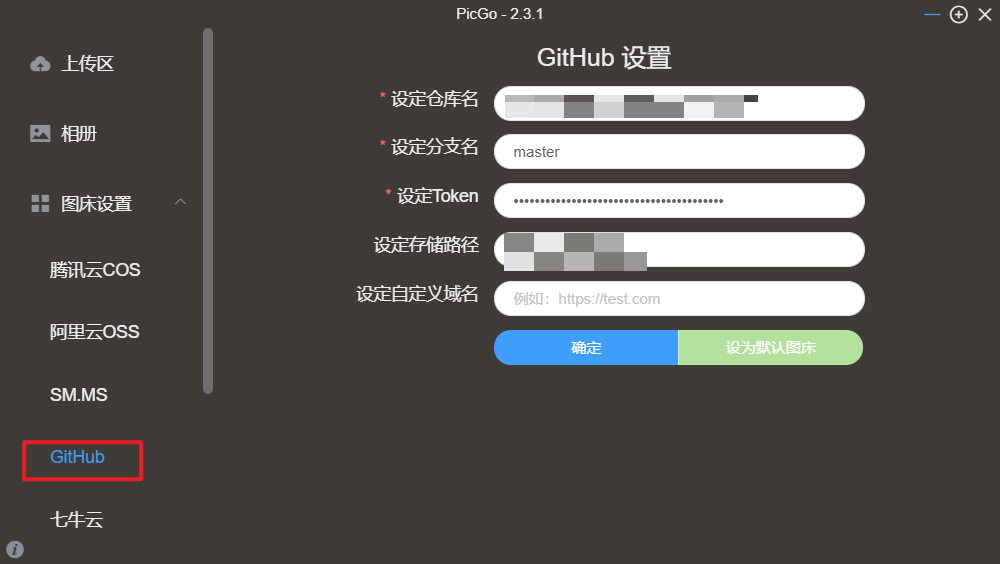 PicGo - 2.3.1
上传区
相册
图床设置
腾讯云COS
阿里云OSS
SM.MS
GitHub
七牛云
GitHub 设置
* 设定仓库名
* 设定分支名
master
* 设定Token
••••••••••••••••••••••••••••••••••••••••
设定存储路径
设定自定义域名
例如：https://test.com
确定
设为默认图床